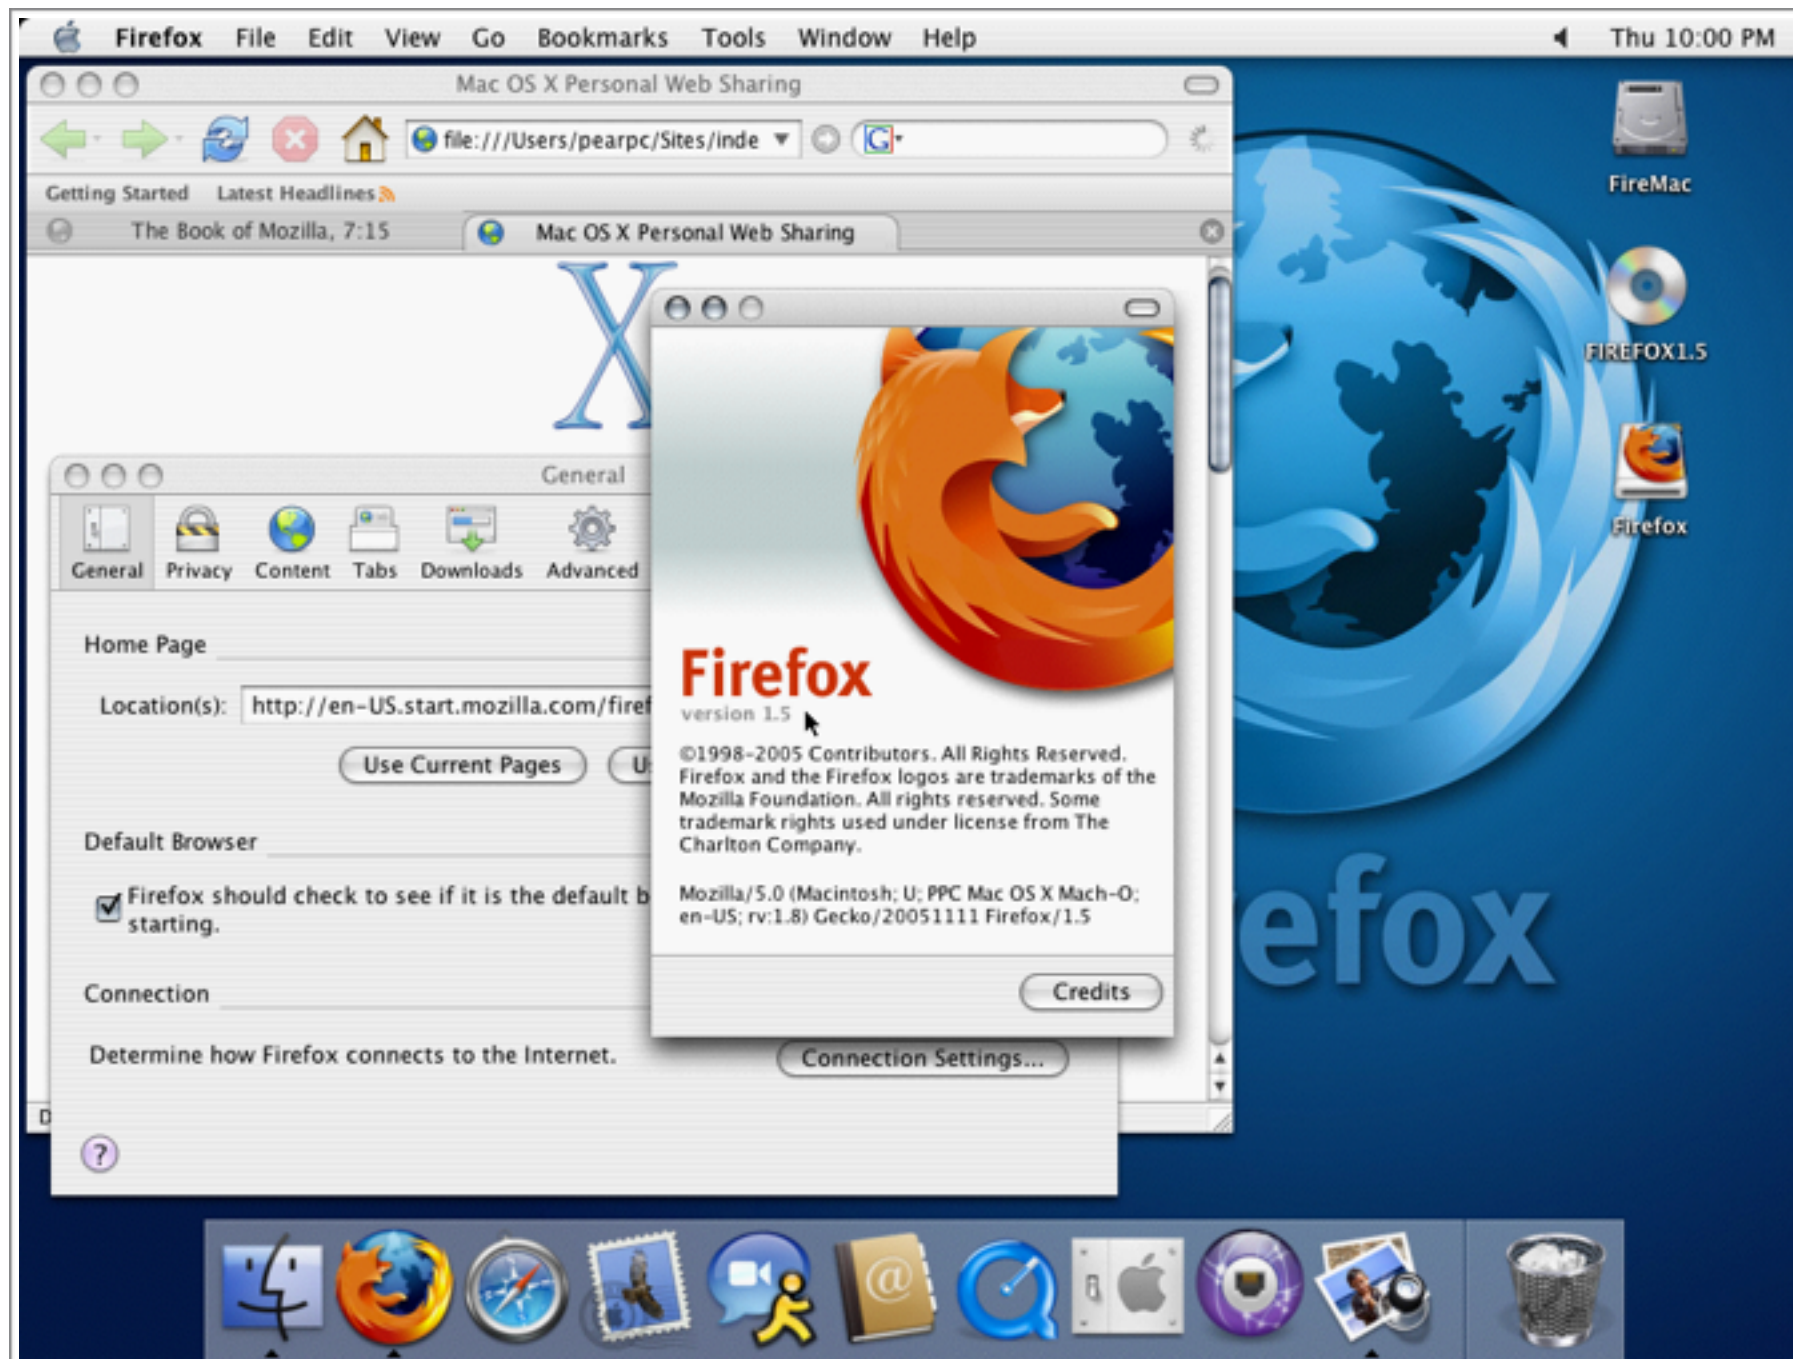 Firefox File Edit View Go Bookmarks Tools Window Help Thu 10:00 PM
Mac OS X Personal Web Sharing
file:///Users/pearpc/Sites/inde
G
Getting Started Latest Headlines
The Book of Mozilla, 7:15 Mac OS X Personal Web Sharing
X
General
General Privacy Content Tabs Downloads Advanced
Home Page
Location(s): http://en-US.start.mozilla.com/firef
Use Current Pages U
Default Browser
Firefox should check to see if it is the default b
starting.
Connection
Determine how Firefox connects to the Internet. Connection Settings...
D
?
Firefox
version 1.5
©1998-2005 Contributors. All Rights Reserved.
Firefox and the Firefox logos are trademarks of the
Mozilla Foundation. All rights reserved. Some
trademark rights used under license from The
Charlton Company.
Mozilla/5.0 (Macintosh; U; PPC Mac OS X Mach-O;
en-US; rv:1.8) Gecko/20051111 Firefox/1.5
Credits
FireMac
FIREFOX1.5
Firefox
efox
@